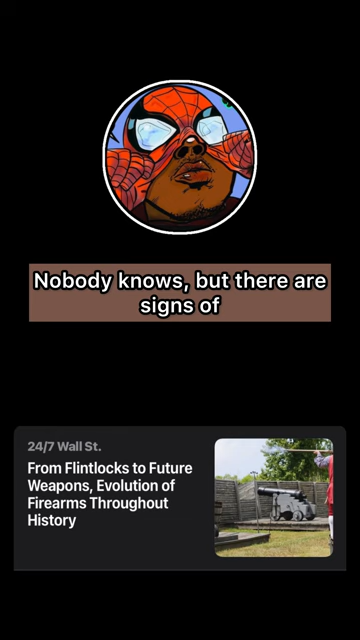 Nobody knows, but there are
signs of
24/7 Wall St.
From Flintlocks to Future
Weapons, Evolution of
Firearms Throughout
History